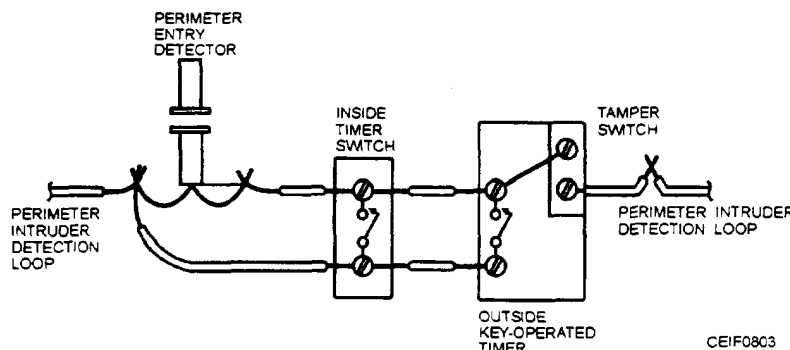 PERIMETER
ENTRY
DETECTOR
INSIDE
TIMER
SWITCH
TAMPER
SWITCH
PERIMETER
INTRUDER
DETECTION
LOOP
PERIMETER INTRUDER
DETECTION LOOP
OUTSIDE
KEY-OPERATED
TIMER
CEIF0803